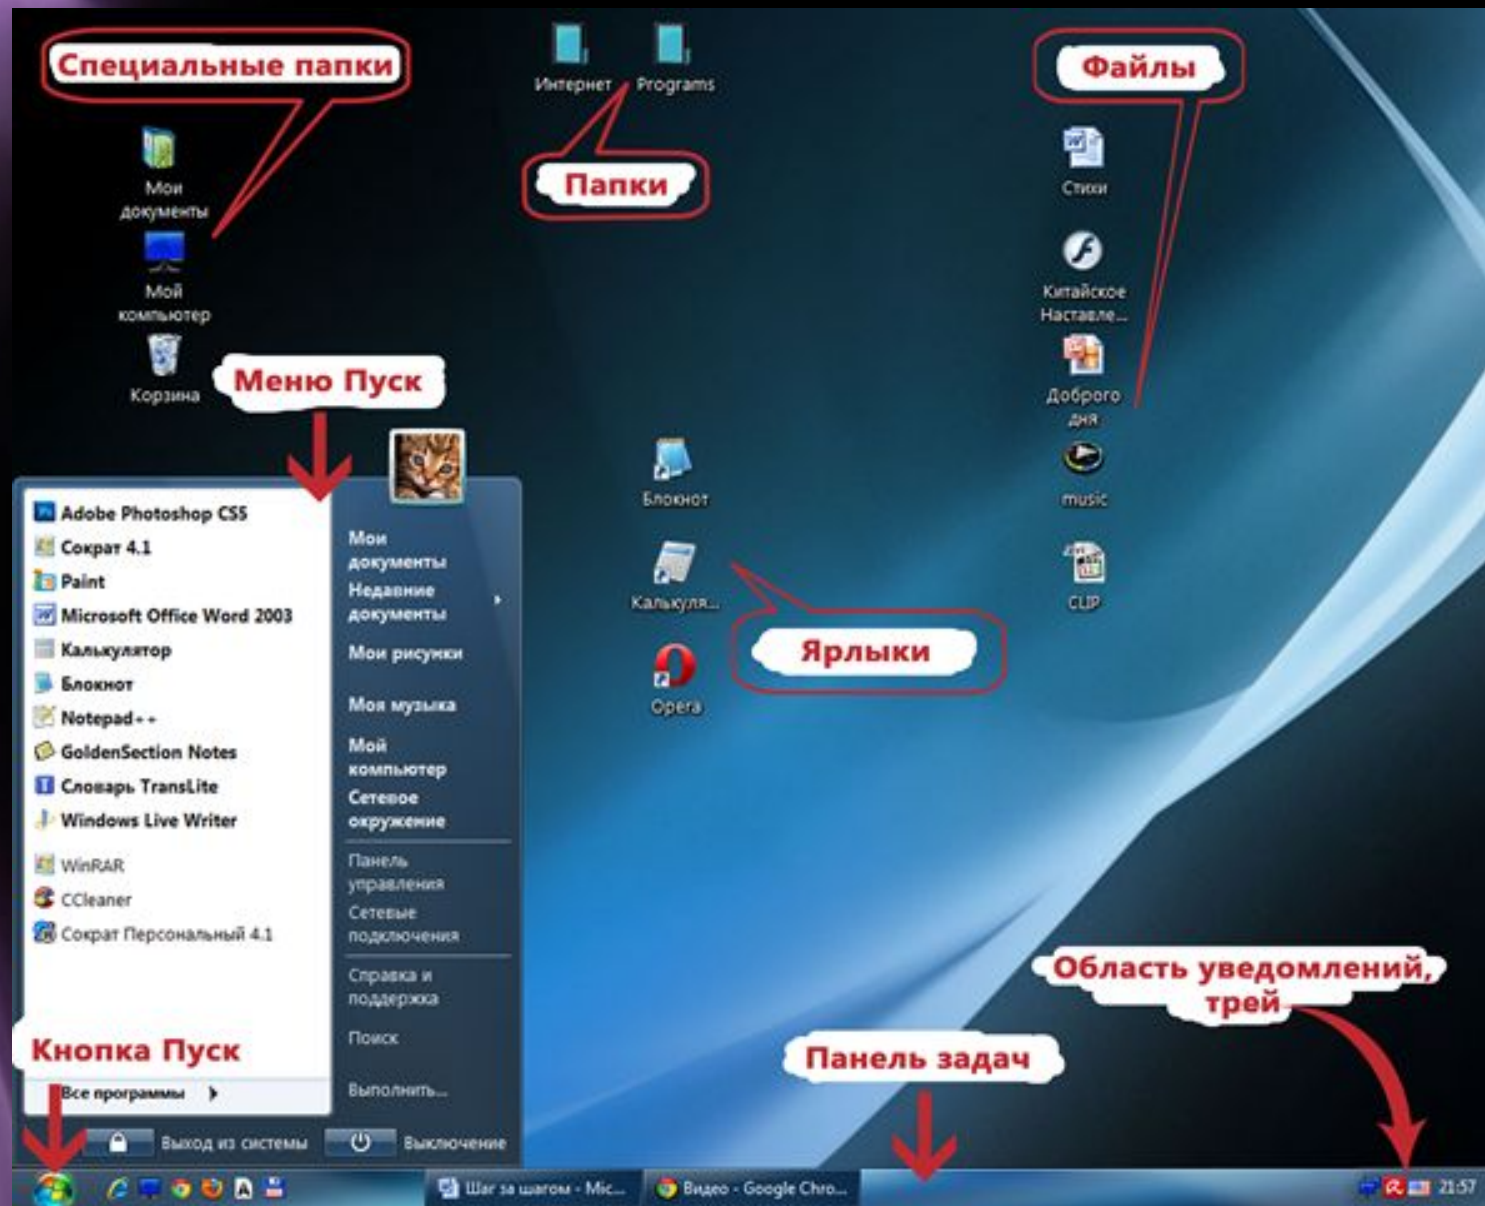 Специальные папки
Интернет
Programs
Файлы
Папки
Мои
документы
Мой
компьютер
Корзина
Стихи
Китайское
Наставле...
Доброго
дня
music
CLIP
Меню Пуск
Блокнот
Калькуля...
Opera
Ярлыки
Adobe Photoshop CS5
Сократ 4.1
Paint
Microsoft Office Word 2003
Калькулятор
Блокнот
Notepad++
GoldenSection Notes
Словарь TransLite
Windows Live Writer
WinRAR
CCleaner
Сократ Персональный 4.1
Мои
документы
Недавние
документы
Мои рисунки
Моя музыка
Мой
компьютер
Сетевое
окружение
Панель
управления
Сетевые
подключения
Справка и
поддержка
Поиск
Выполнить...
Кнопка Пуск
Все программы
Выход из системы
Выключение
Панель задач
Область уведомлений,
трей
Шаг за шагом - Mic...
Видео - Google Chro...
21:57